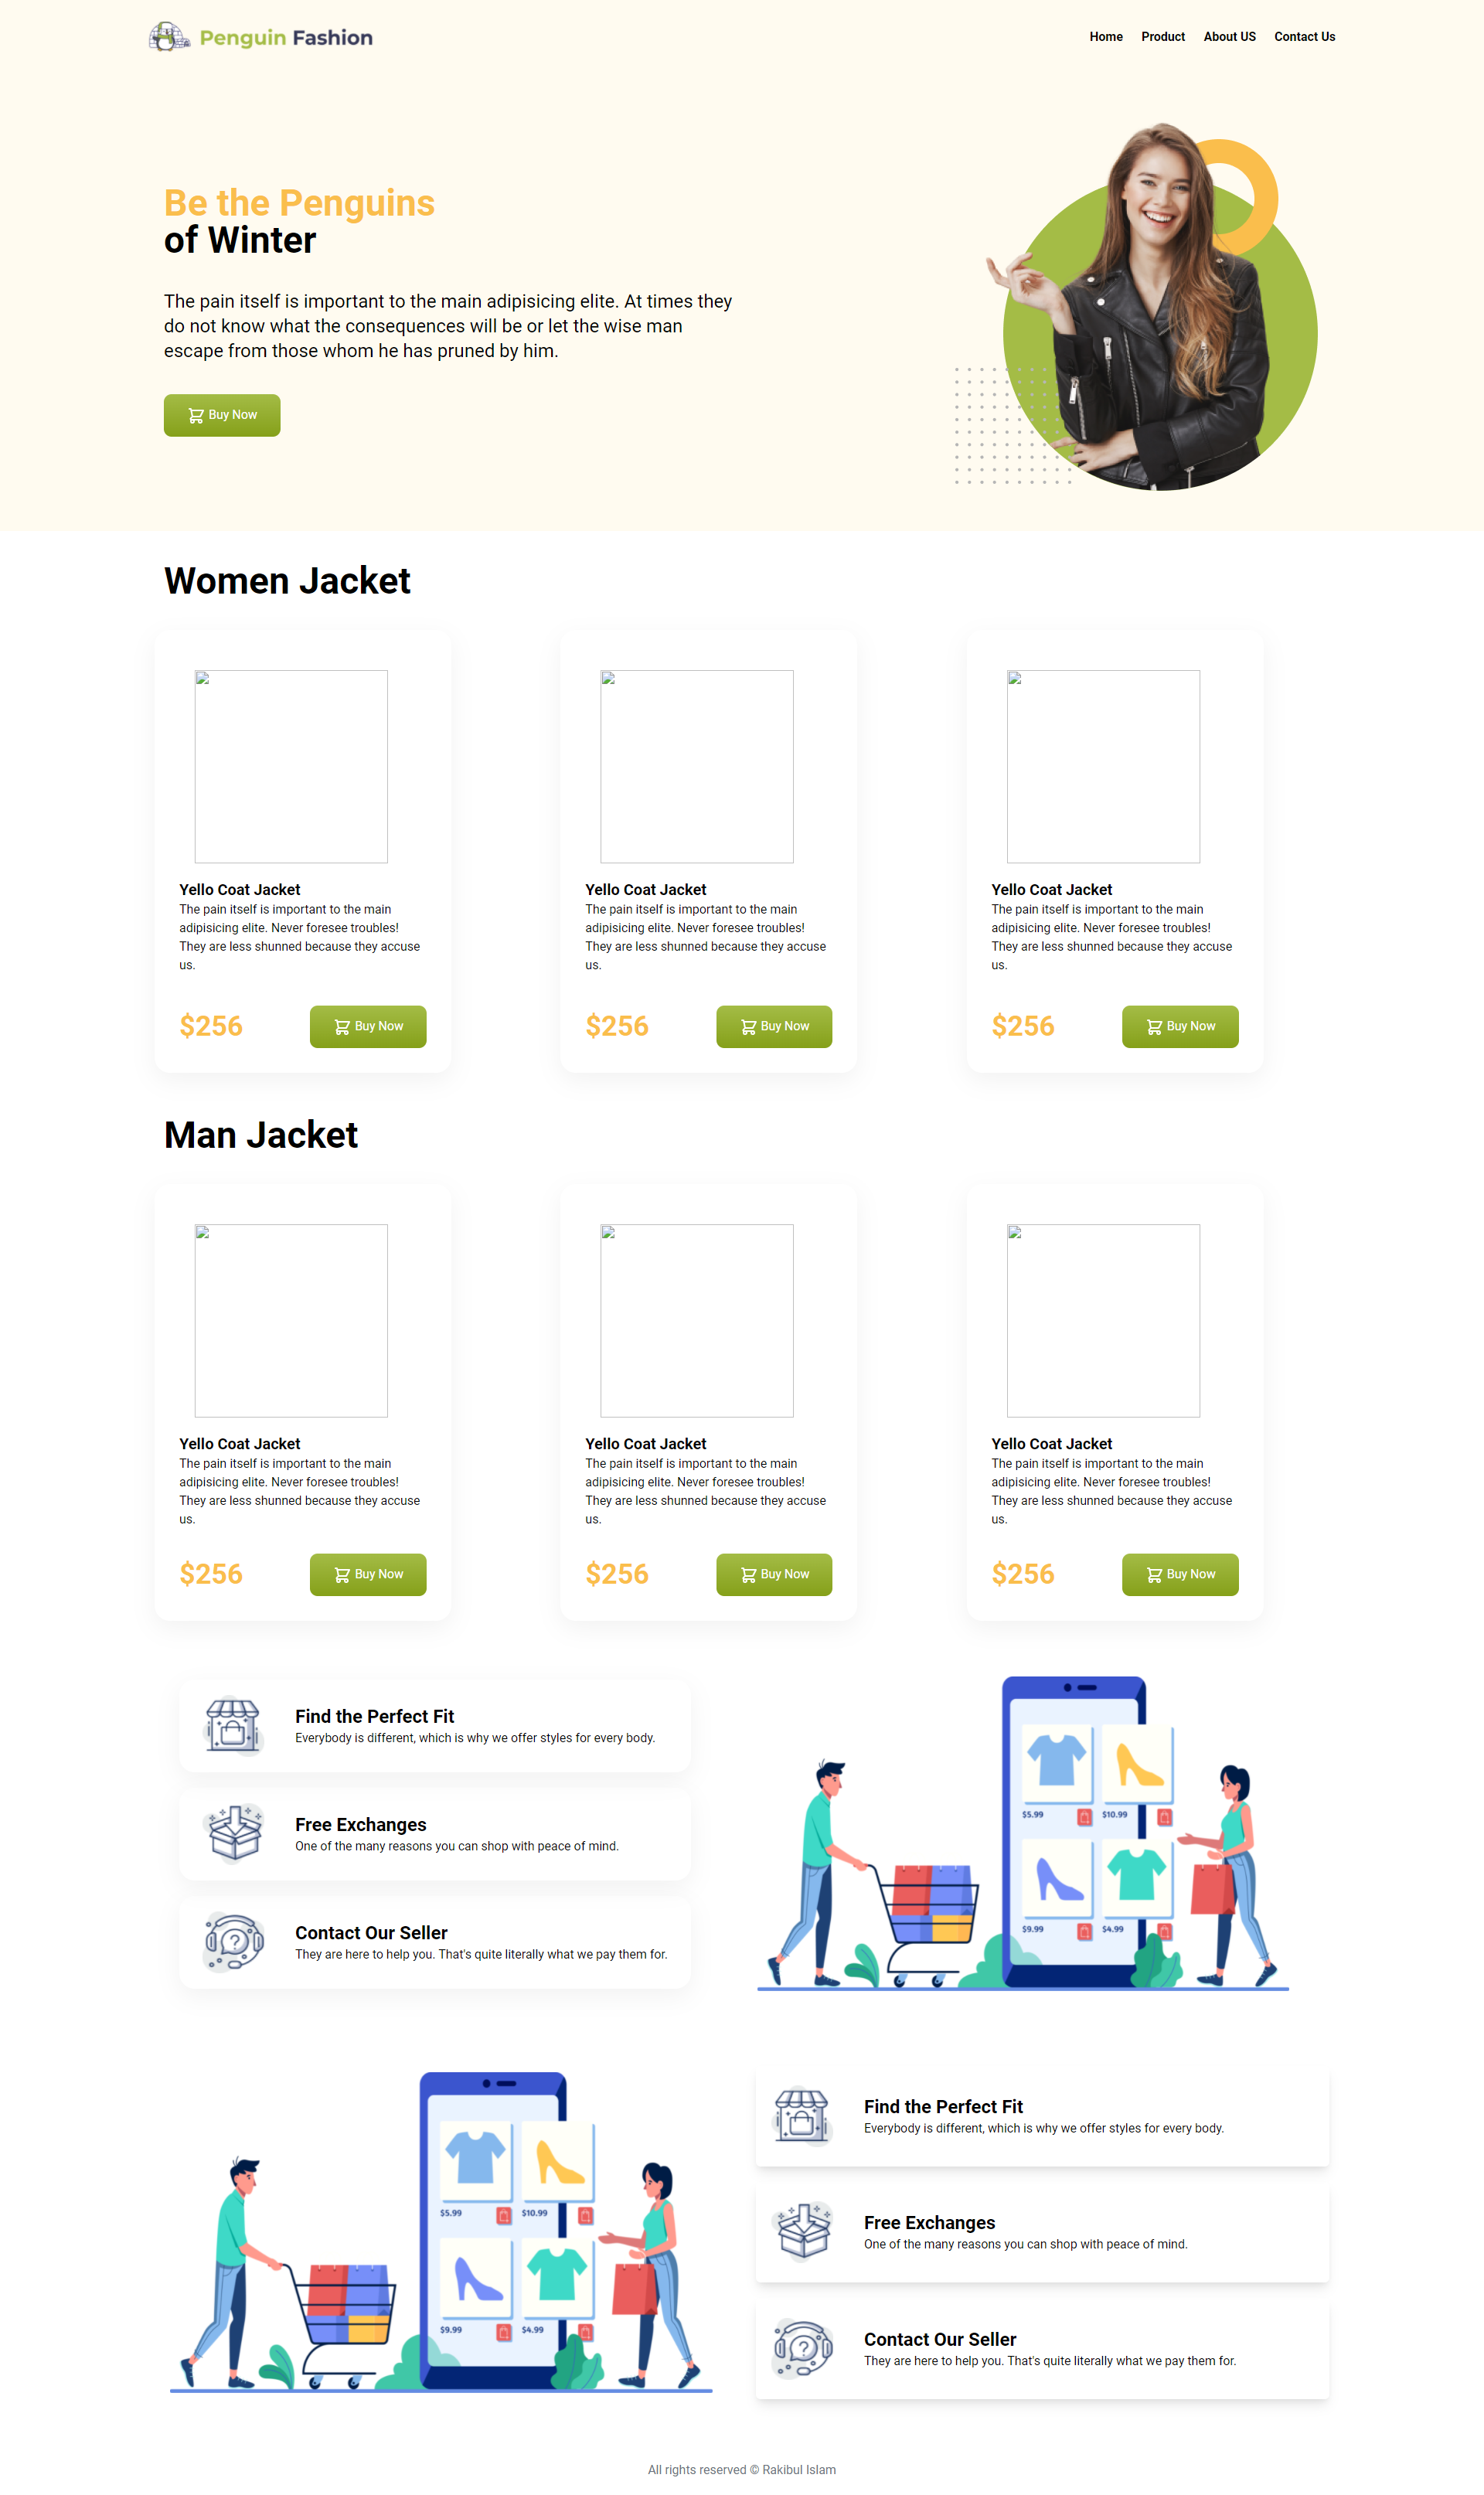 Penguin Fashion
Home Product About US Contact Us
Be the Penguins
of Winter
The pain itself is important to the main adipisicing elite. At times they
do not know what the consequences will be or let the wise man
escape from those whom he has pruned by him.
Buy Now
Women Jacket
Yello Coat Jacket
The pain itself is important to the main
adipisicing elite. Never foresee troubles!
They are less shunned because they accuse
us.
$256
Buy Now
Yello Coat Jacket
The pain itself is important to the main
adipisicing elite. Never foresee troubles!
They are less shunned because they accuse
us.
$256
Buy Now
Yello Coat Jacket
The pain itself is important to the main
adipisicing elite. Never foresee troubles!
They are less shunned because they accuse
us.
$256
Buy Now
Man Jacket
Yello Coat Jacket
The pain itself is important to the main
adipisicing elite. Never foresee troubles!
They are less shunned because they accuse
us.
$256
Buy Now
Yello Coat Jacket
The pain itself is important to the main
adipisicing elite. Never foresee troubles!
They are less shunned because they accuse
us.
$256
Buy Now
Yello Coat Jacket
The pain itself is important to the main
adipisicing elite. Never foresee troubles!
They are less shunned because they accuse
us.
$256
Buy Now
Find the Perfect Fit
Everybody is different, which is why we offer styles for every body.
Free Exchanges
One of the many reasons you can shop with peace of mind.
Contact Our Seller
They are here to help you. That's quite literally what we pay them for.
$5.99
$10.99
$9.99
$4.99
$5.99
$10.99
$9.99
$4.99
Find the Perfect Fit
Everybody is different, which is why we offer styles for every body.
Free Exchanges
One of the many reasons you can shop with peace of mind.
Contact Our Seller
They are here to help you. That's quite literally what we pay them for.
All rights reserved © Rakibul Islam